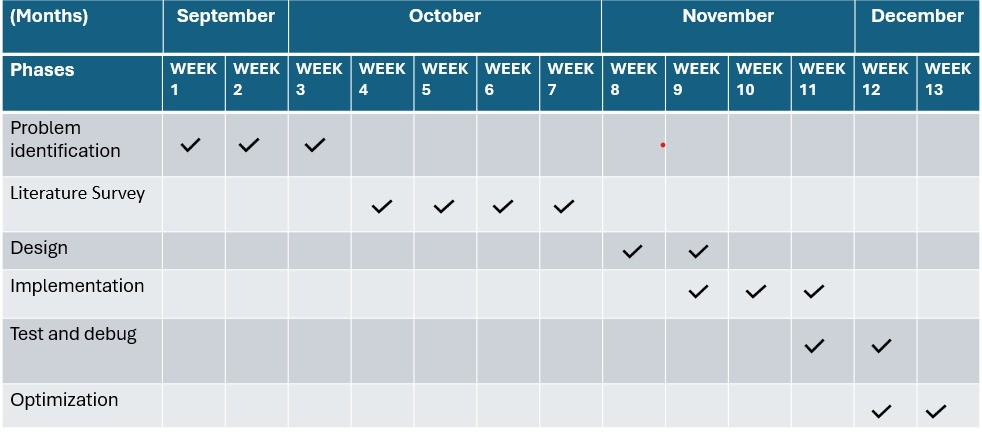 (Months) September October November December
Phases WEEK 1 WEEK 2 WEEK 3 WEEK 4 WEEK 5 WEEK 6 WEEK 7 WEEK 8 WEEK 9 WEEK 10 WEEK 11 WEEK 12 WEEK 13
Problem
identification
Literature Survey
Design
Implementation
Test and debug
Optimization